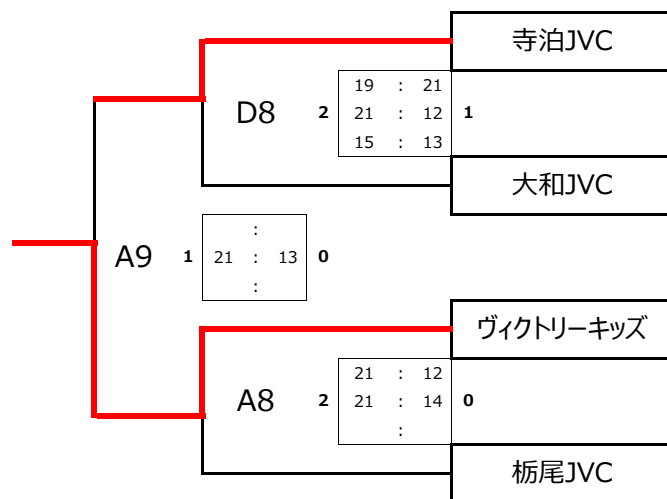 寺泊JVC
19 : 21
D8 2 21 : 12 1
15 : 13
大和JVC
:
A9 1 21 : 13 0
:
ヴィクトリーキッズ
21 : 12
A8 2 21 : 14 0
:
栃尾JVC